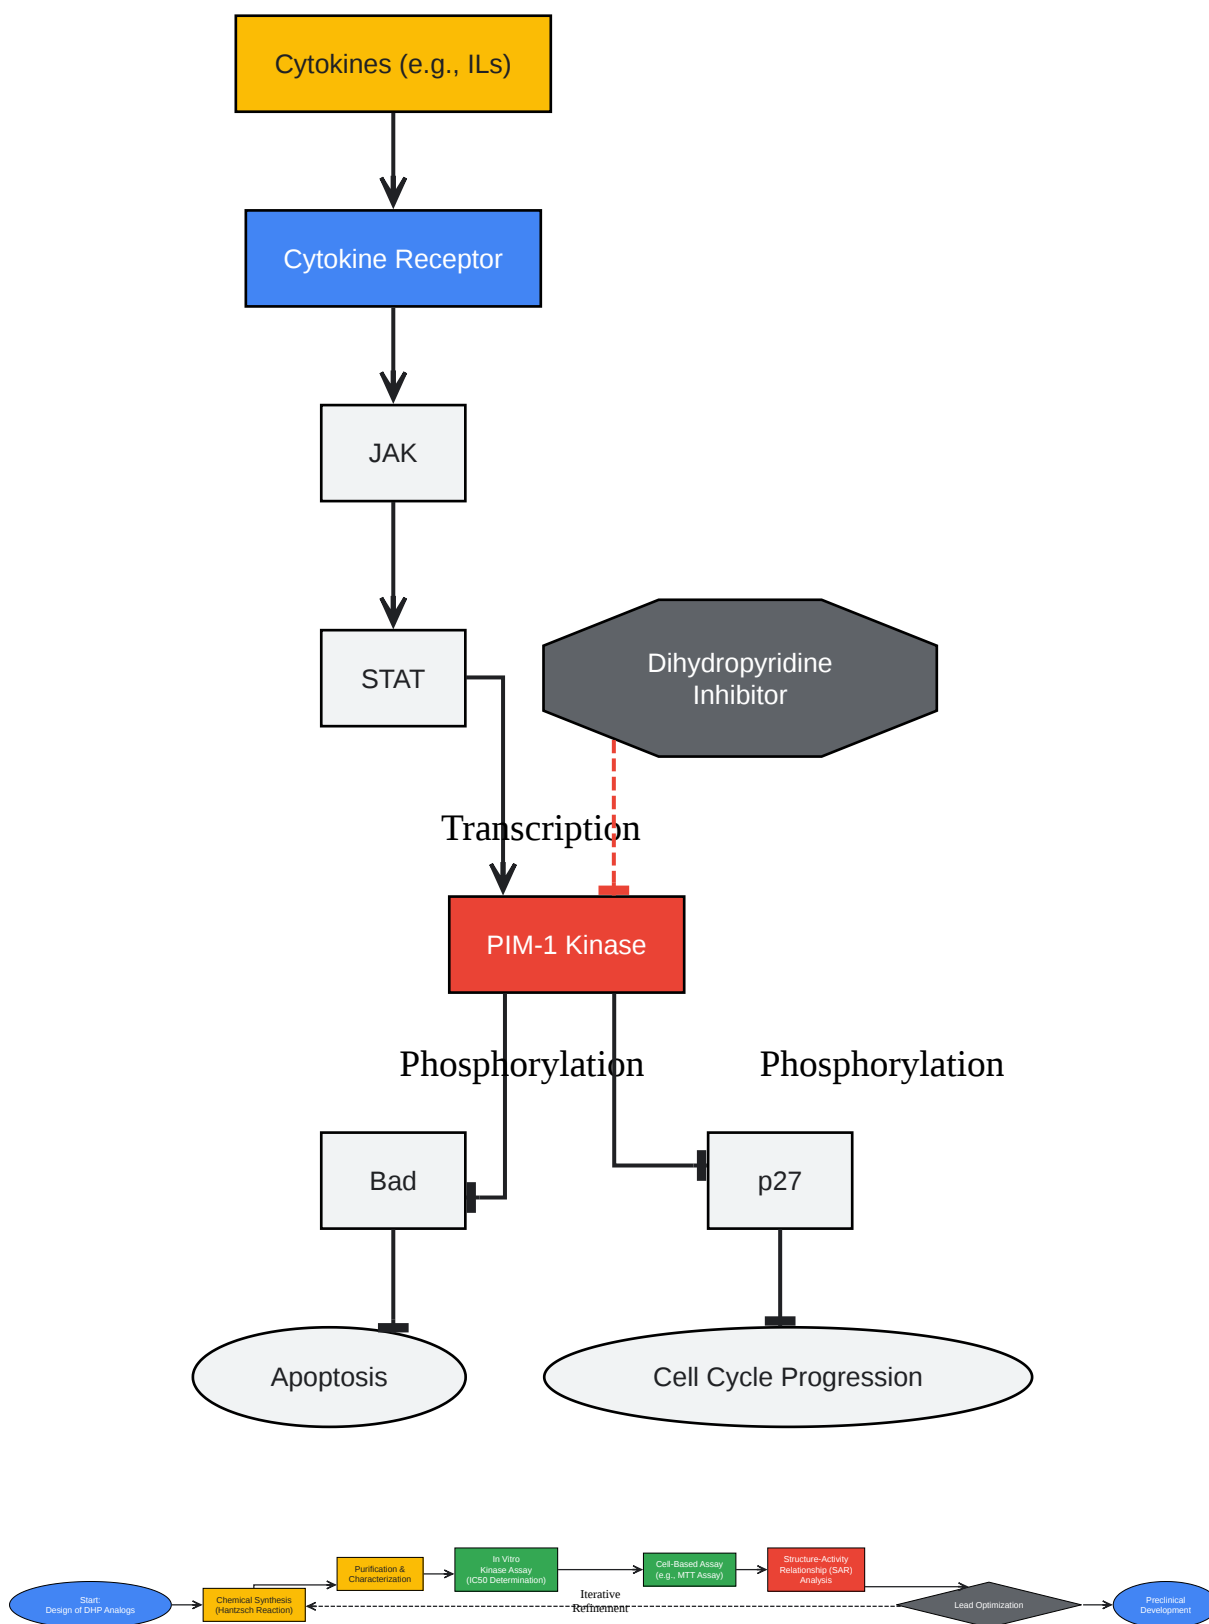 Cytokines (e.g., ILs)
Cytokine Receptor
JAK
STAT
Dihydropyridine
Inhibitor
Transcription
PIM-1 Kinase
Phosphorylation
Phosphorylation
Bad
p27
Apoptosis
Cell Cycle Progression
Start:
Design of DHP Analogs
Chemical Synthesis
(Hantzsch Reaction)
Purification &
Characterization
In Vitro
Kinase Assay
(IC50 Determination)
Cell-Based Assay
(e.g., MTT Assay)
Structure-Activity
Relationship (SAR)
Analysis
Iterative
Refinement
Lead Optimization
Preclinical
Development